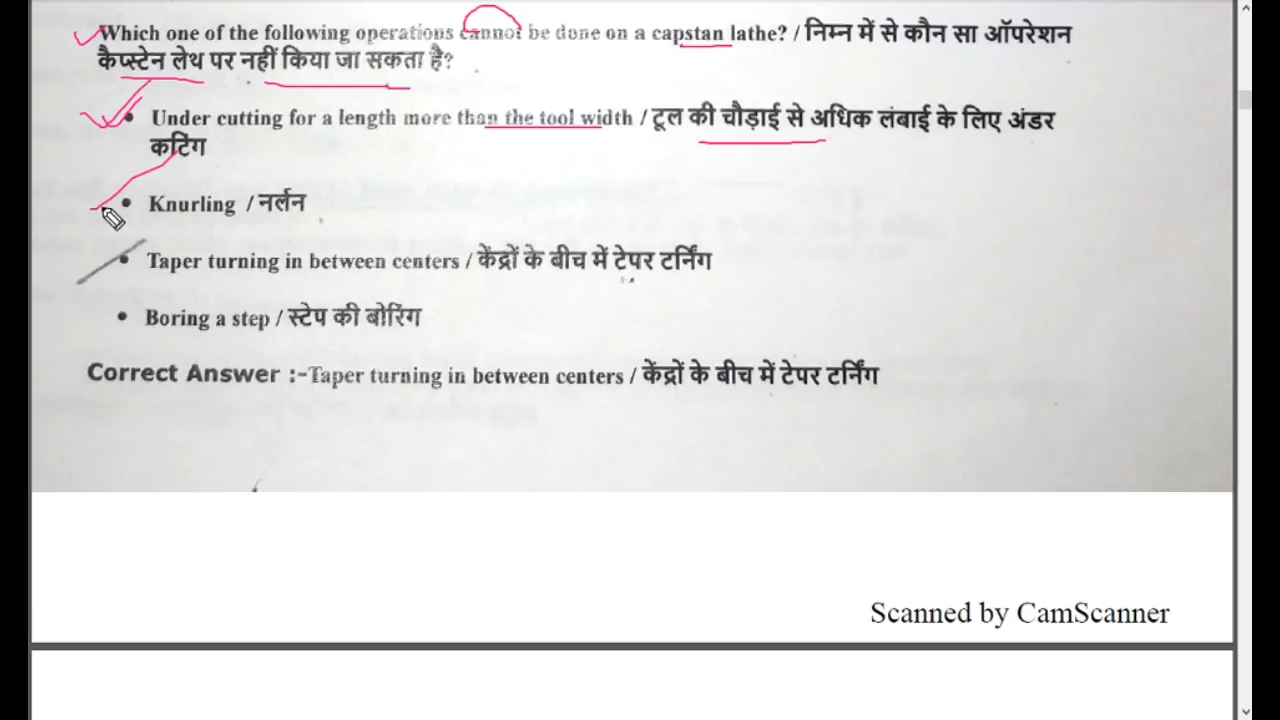 Which one of the following operations cannot be done on a capstan lathe? / निम्न में से कौन सा ऑपरेशन
कैप्स्टेन लेथ पर नहीं किया जा सकता है?
• Under cutting for a length more than the tool width / टूल की चौड़ाई से अधिक लंबाई के लिए अंडर
कटिंग
• Knurling / नर्लन
• Taper turning in between centers / केंद्रों के बीच में टेपर टर्निंग
• Boring a step / स्टेप की बोरिंग
Correct Answer :-Taper turning in between centers / केंद्रों के बीच में टेपर टर्निंग
Scanned by CamScanner